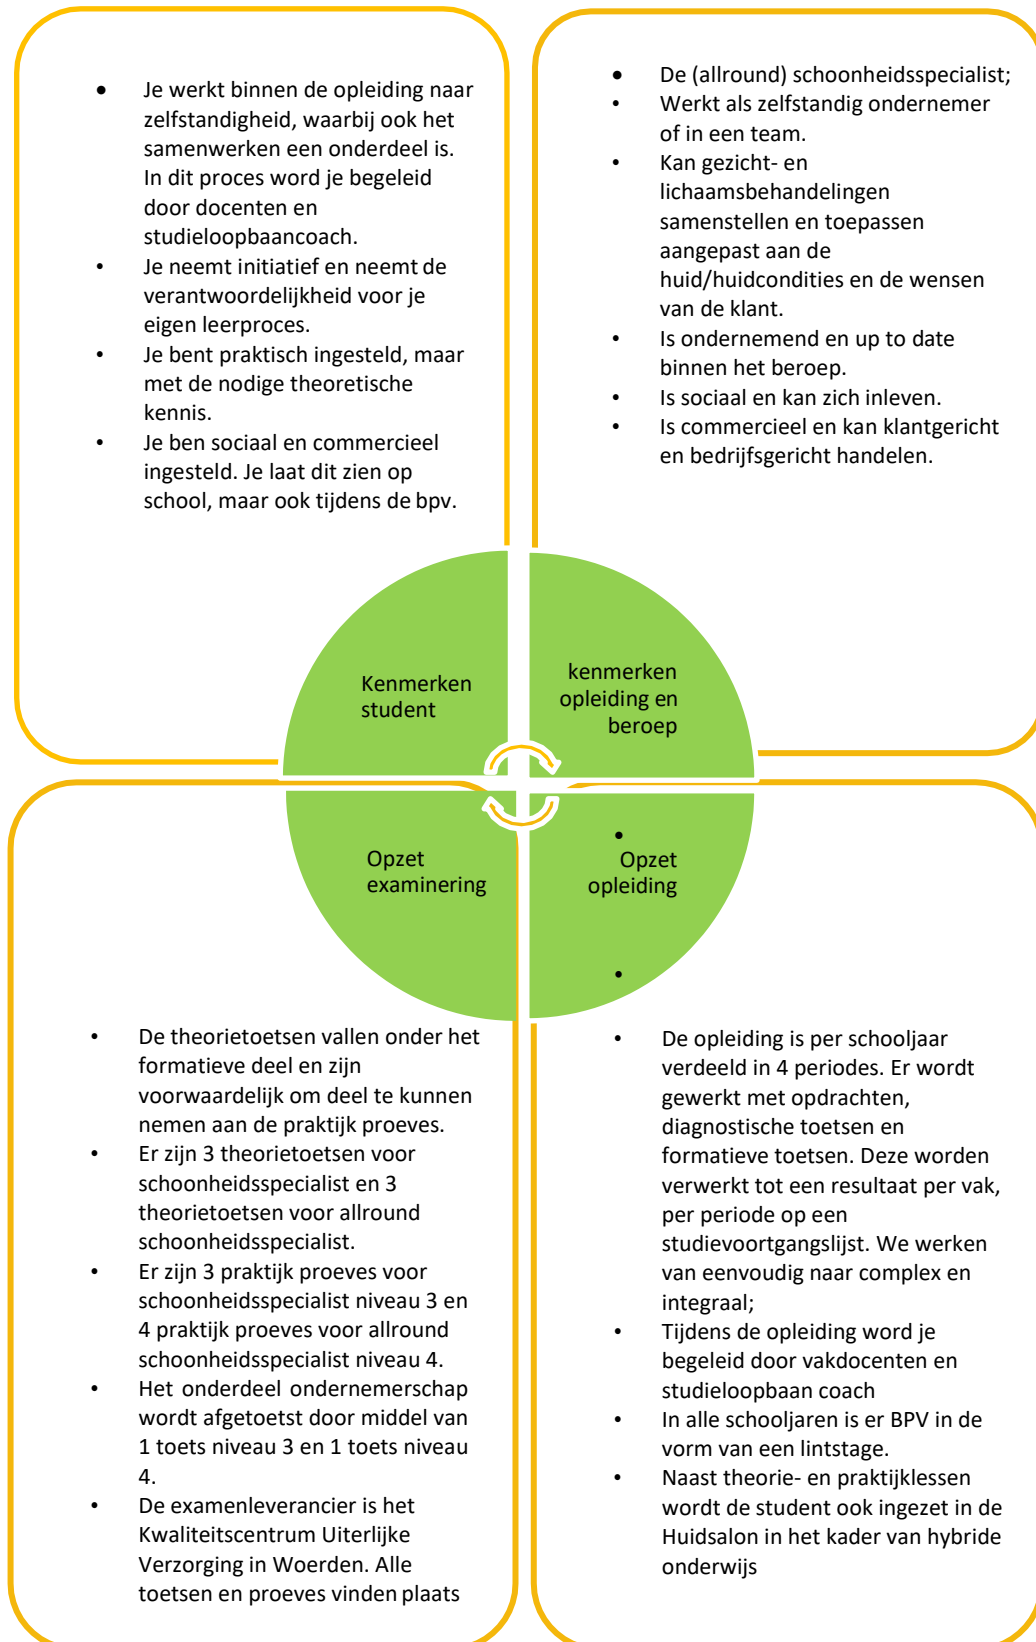 • Je werkt binnen de opleiding naar
zelfstandigheid, waarbij ook het
samenwerken een onderdeel is.
In dit proces word je begeleid
door docenten en
studieloopbaancoach.
• Je neemt initiatief en neemt de
verantwoordelijkheid voor je
eigen leerproces.
• Je bent praktisch ingesteld, maar
met de nodige theoretische
kennis.
• Je ben sociaal en commercieel
ingesteld. Je laat dit zien op
school, maar ook tijdens de bpv.
• De (allround) schoonheidsspecialist;
• Werkt als zelfstandig ondernemer
of in een team.
• Kan gezicht- en
lichaamsbehandelingen
samenstellen en toepassen
aangepast aan de
huid/huidcondities en de wensen
van de klant.
• Is ondernemend en up to date
binnen het beroep.
• Is sociaal en kan zich inleven.
• Is commercieel en kan klantgericht
en bedrijfsgericht handelen.
Kenmerken
student
kenmerken
opleiding en
beroep
Opzet
examinering
•
Opzet
opleiding
•
• De theorietoetsen vallen onder het
formatieve deel en zijn
voorwaardelijk om deel te kunnen
nemen aan de praktijk proeves.
• Er zijn 3 theorietoetsen voor
schoonheidsspecialist en 3
theorietoetsen voor allround
schoonheidsspecialist.
• Er zijn 3 praktijk proeves voor
schoonheidsspecialist niveau 3 en
4 praktijk proeves voor allround
schoonheidsspecialist niveau 4.
• Het onderdeel ondernemerschap
wordt afgetoetst door middel van
1 toets niveau 3 en 1 toets niveau
4.
• De examenleverancier is het
Kwaliteitscentrum Uiterlijke
Verzorging in Woerden. Alle
toetsen en proeves vinden plaats
• De opleiding is per schooljaar
verdeeld in 4 periodes. Er wordt
gewerkt met opdrachten,
diagnostische toetsen en
formatieve toetsen. Deze worden
verwerkt tot een resultaat per vak,
per periode op een
studievoortgangslijst. We werken
van eenvoudig naar complex en
integraal;
• Tijdens de opleiding word je
begeleid door vakdocenten en
studieloopbaan coach
• In alle schooljaren is er BPV in de
vorm van een lintstage.
• Naast theorie- en praktijklessen
wordt de student ook ingezet in de
Huidsalon in het kader van hybride
onderwijs